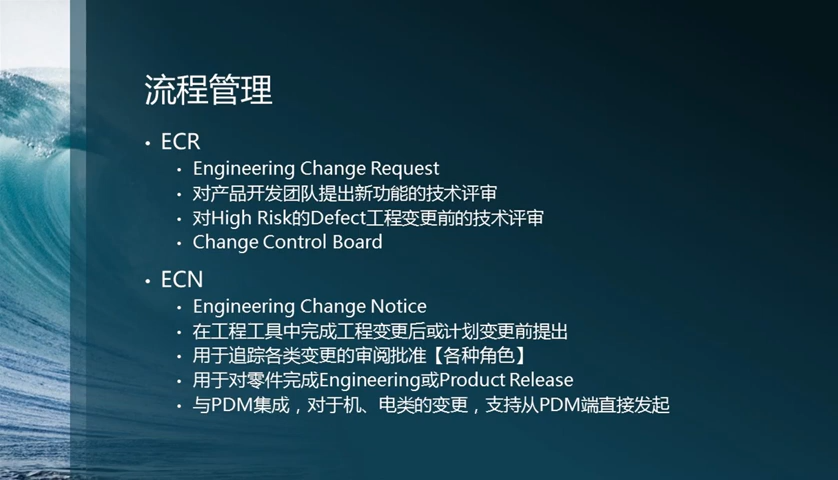 流程管理
• ECR
• Engineering Change Request
• 对产品开发团队提出新功能的技术评审
• 对High Risk的Defect工程变更前的技术评审
• Change Control Board
• ECN
• Engineering Change Notice
• 在工程工具中完成工程变更后或计划变更前提出
• 用于追踪各类变更的审阅批准【各种角色】
• 用于对零件完成Engineering或Product Release
• 与PDM集成，对于机、电类的变更，支持从PDM端直接发起